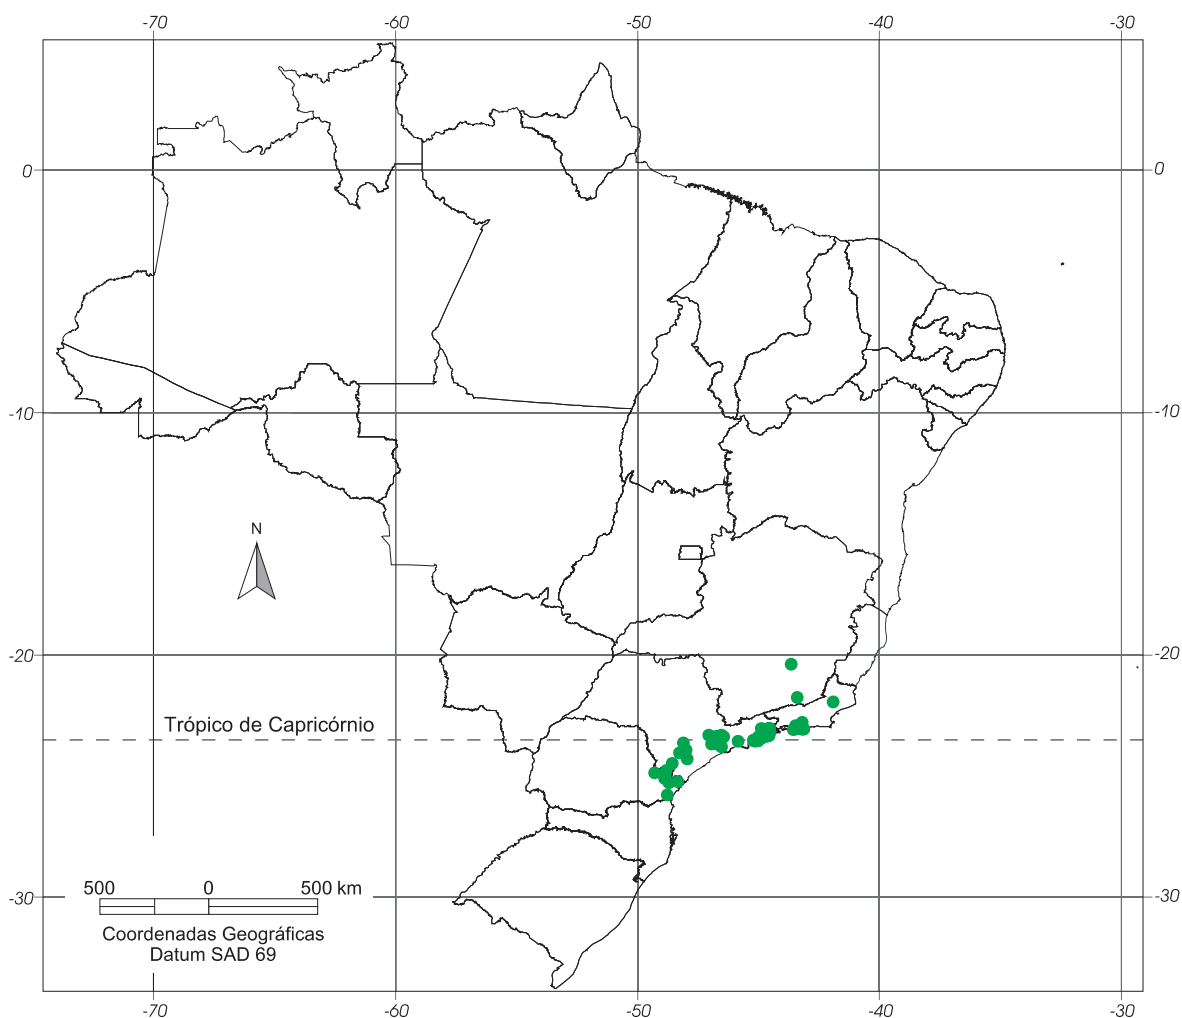 -70 -60 -50 -40 -30
0 0
-10 -10
N
-20 -20
Trópico de Capricórnio
500 0 500 km
-30 -30
Coordenadas Geográficas
Datum SAD 69
-70 -60 -50 -40 -30